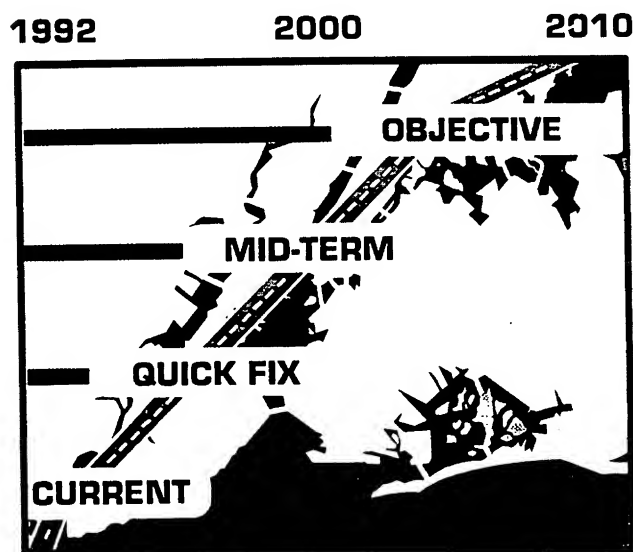 1992 2000 2010
OBJECTIVE
MID-TERM
QUICK FIX
CURRENT